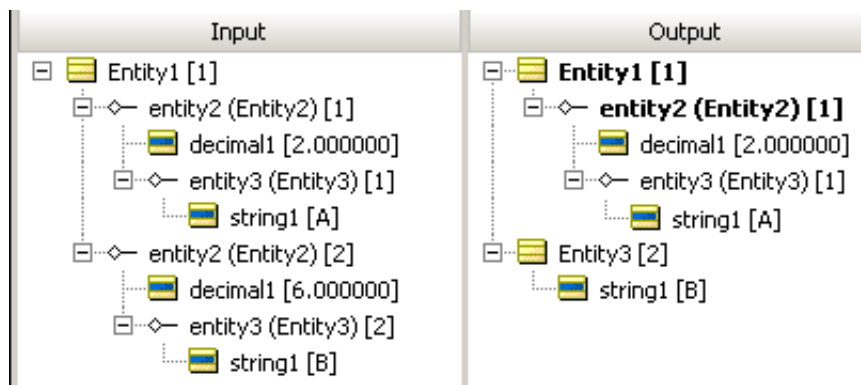 Input
Entity1 [1]
entity2 (Entity2) [1]
decimal1 [2.000000]
entity3 (Entity3) [1]
string1 [A]
entity2 (Entity2) [2]
decimal1 [6.000000]
entity3 (Entity3) [2]
string1 [B]
Output
Entity1 [1]
entity2 (Entity2) [1]
decimal1 [2.000000]
entity3 (Entity3) [1]
string1 [A]
Entity3 [2]
string1 [B]